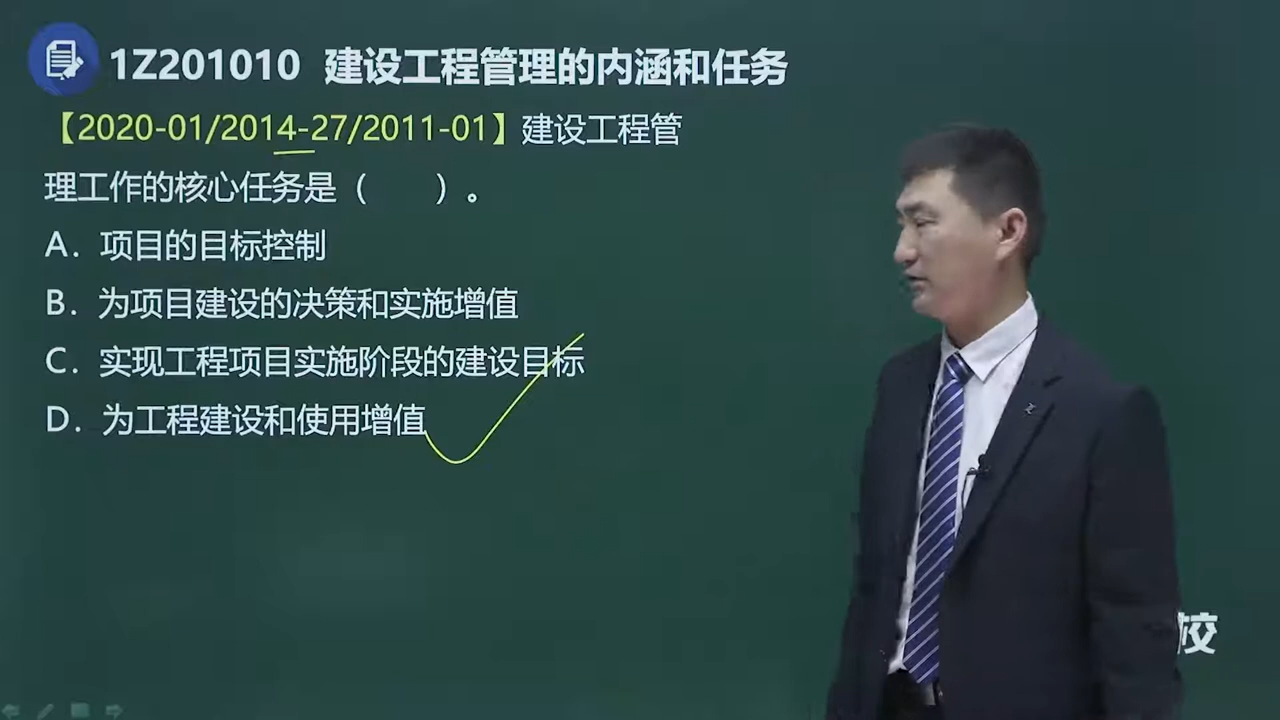 1Z201010 建设工程管理的内涵和任务
【2020-01/2014-27/2011-01】建设工程管
理工作的核心任务是（  ）。
A. 项目的目标控制
B. 为项目建设的决策和实施增值
C. 实现工程项目实施阶段的建设目标
D. 为工程建设和使用增值
校